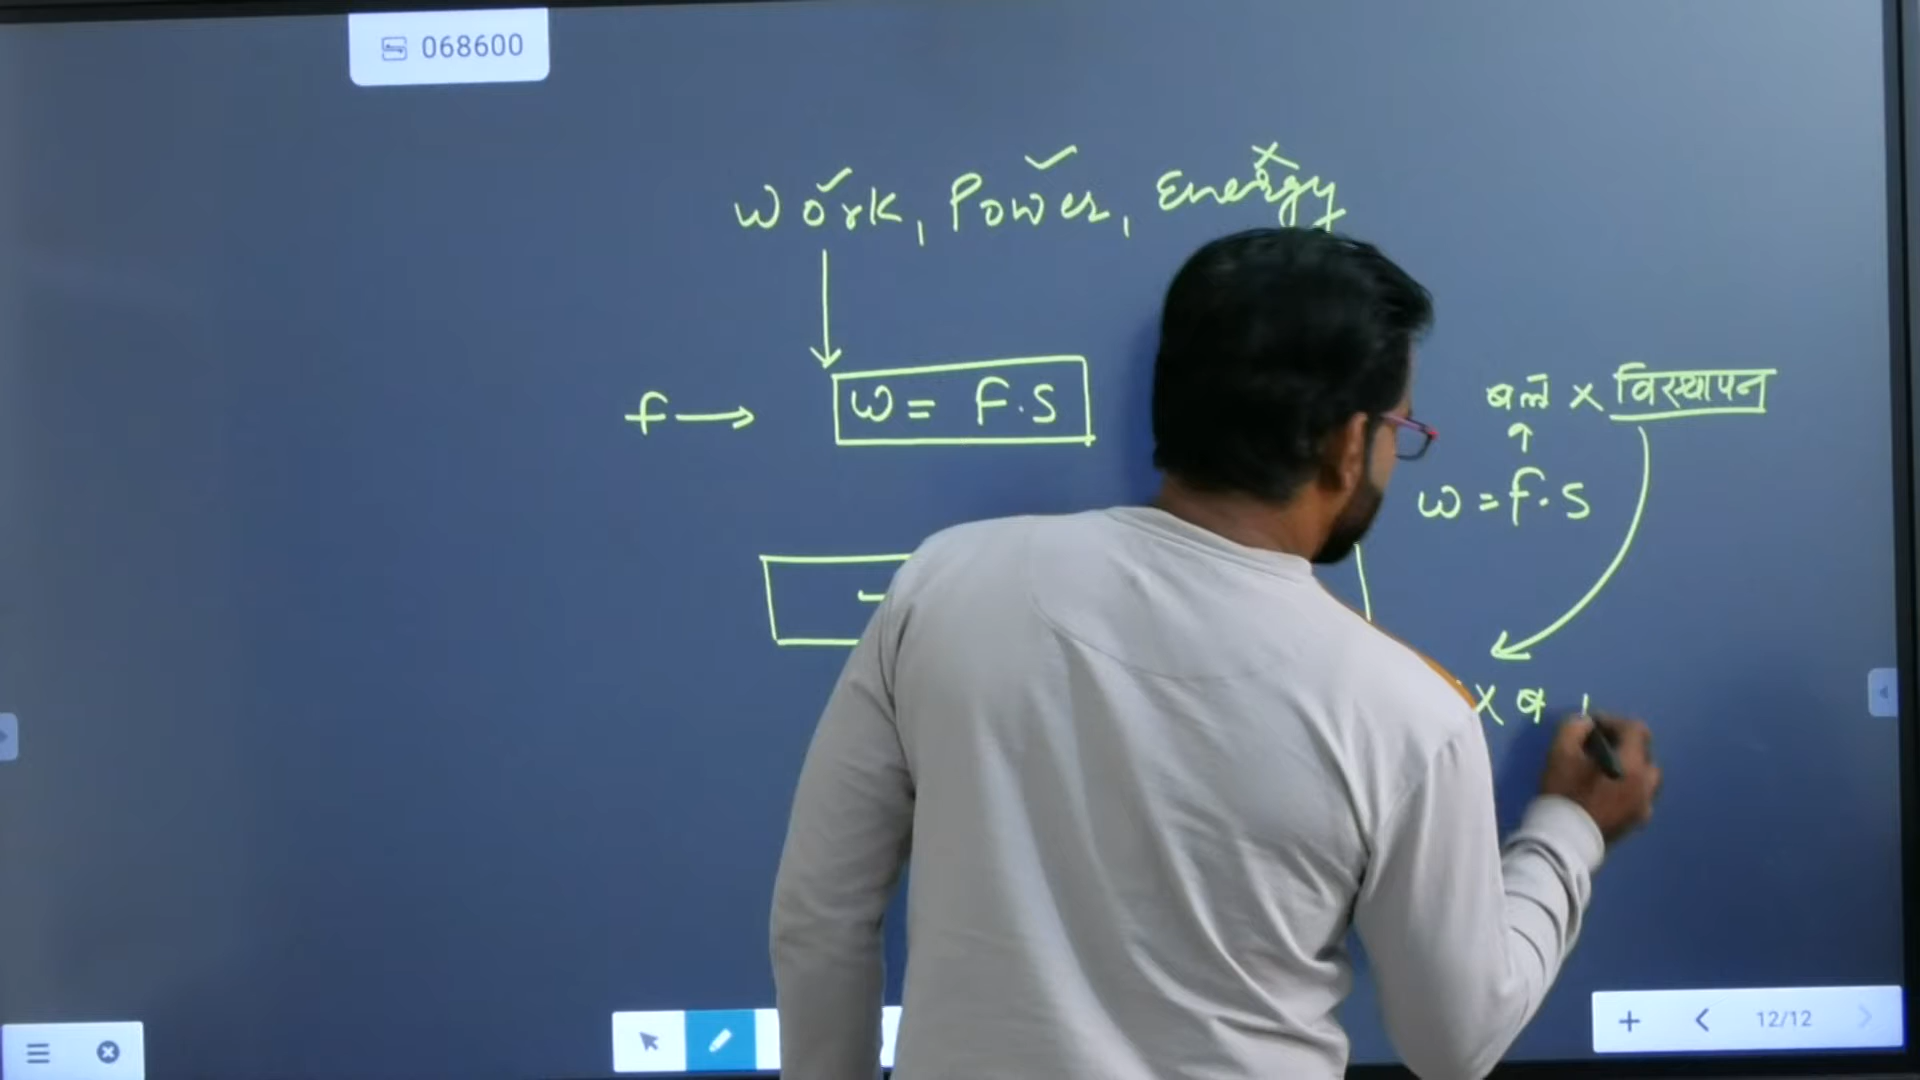 068600
Work, Power, Energy
f → W = F.S
बल × विस्थापन
W = f.s
× ब
12/12